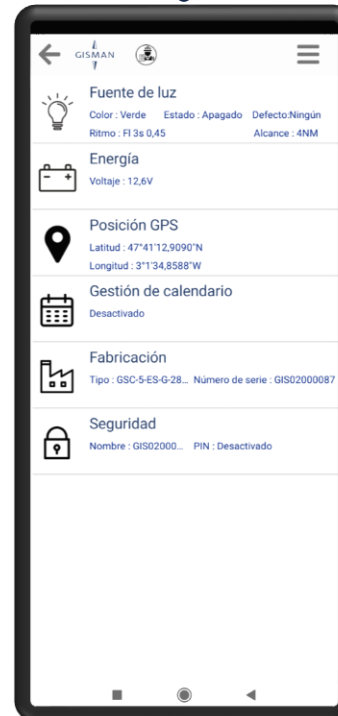 GISMAN
Fuente de luz
Color : Verde Estado : Apagado Defecto:Ningún
Ritmo : Fl 3s 0,45 Alcance : 4NM
Energía
Voltaje : 12,6V
Posición GPS
Latitud : 47°41'12,9090"N
Longitud : 3°1'34,8588"W
Gestión de calendario
Desactivado
Fabricación
Tipo : GSC-5-ES-G-28... Número de serie : GIS02000087
Seguridad
Nombre : GIS02000... PIN : Desactivado